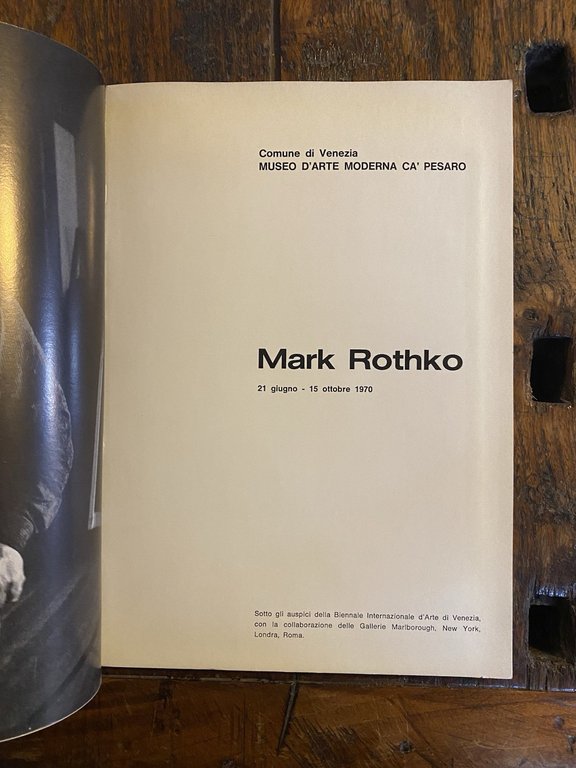 Comune di Venezia
MUSEO D'ARTE MODERNA CA' PESARO
Mark Rothko
21 giugno - 15 ottobre 1970
Sotto gli auspici della Biennale Internazionale d'Arte di Venezia,
con la collaborazione delle Gallerie Marlborough, New York,
Londra, Roma.